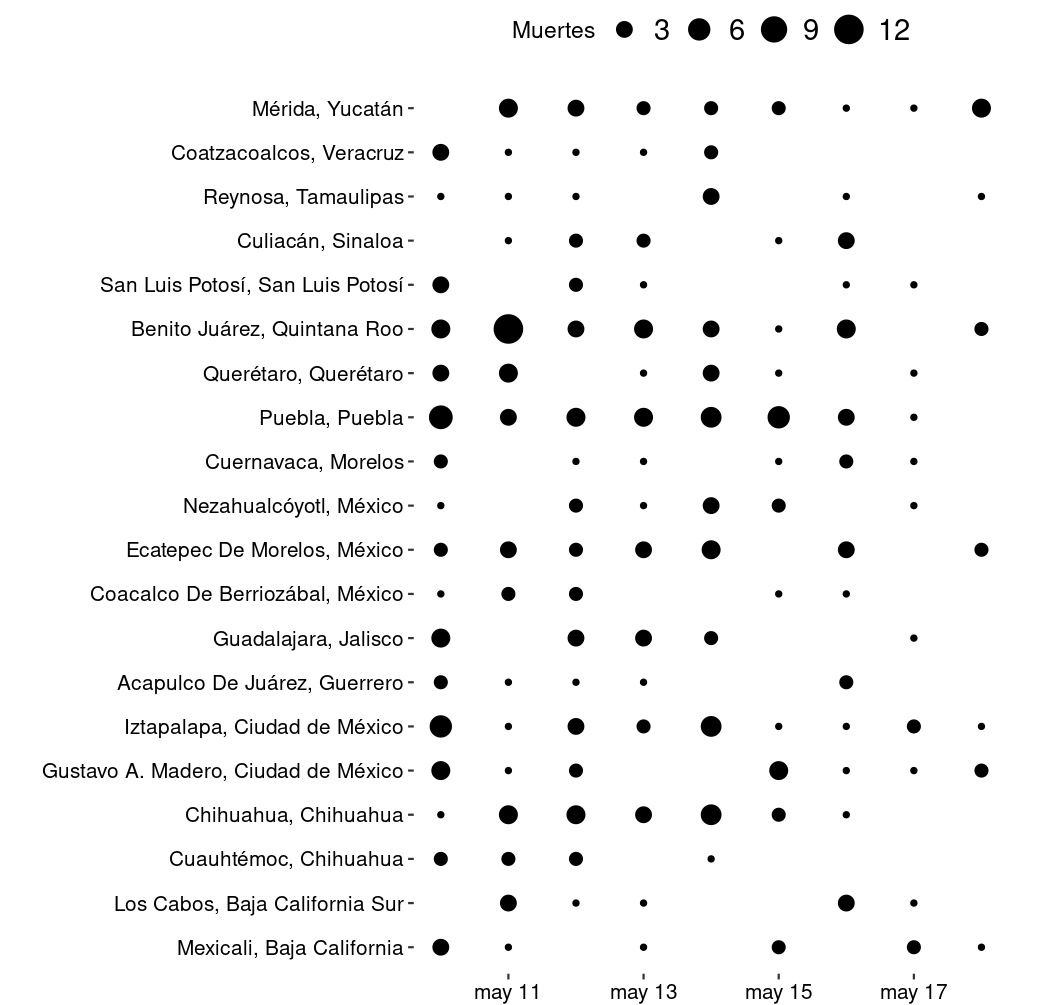 Muertes 3 6 9 12
Mérida, Yucatán
Coatzacoalcos, Veracruz
Reynosa, Tamaulipas
Culiacán, Sinaloa
San Luis Potosí, San Luis Potosí
Benito Juárez, Quintana Roo
Querétaro, Querétaro
Puebla, Puebla
Cuernavaca, Morelos
Nezahualcóyotl, México
Ecatepec De Morelos, México
Coacalco De Berriozábal, México
Guadalajara, Jalisco
Acapulco De Juárez, Guerrero
Iztapalapa, Ciudad de México
Gustavo A. Madero, Ciudad de México
Chihuahua, Chihuahua
Cuauhtémoc, Chihuahua
Los Cabos, Baja California Sur
Mexicali, Baja California
may 11 may 13 may 15 may 17